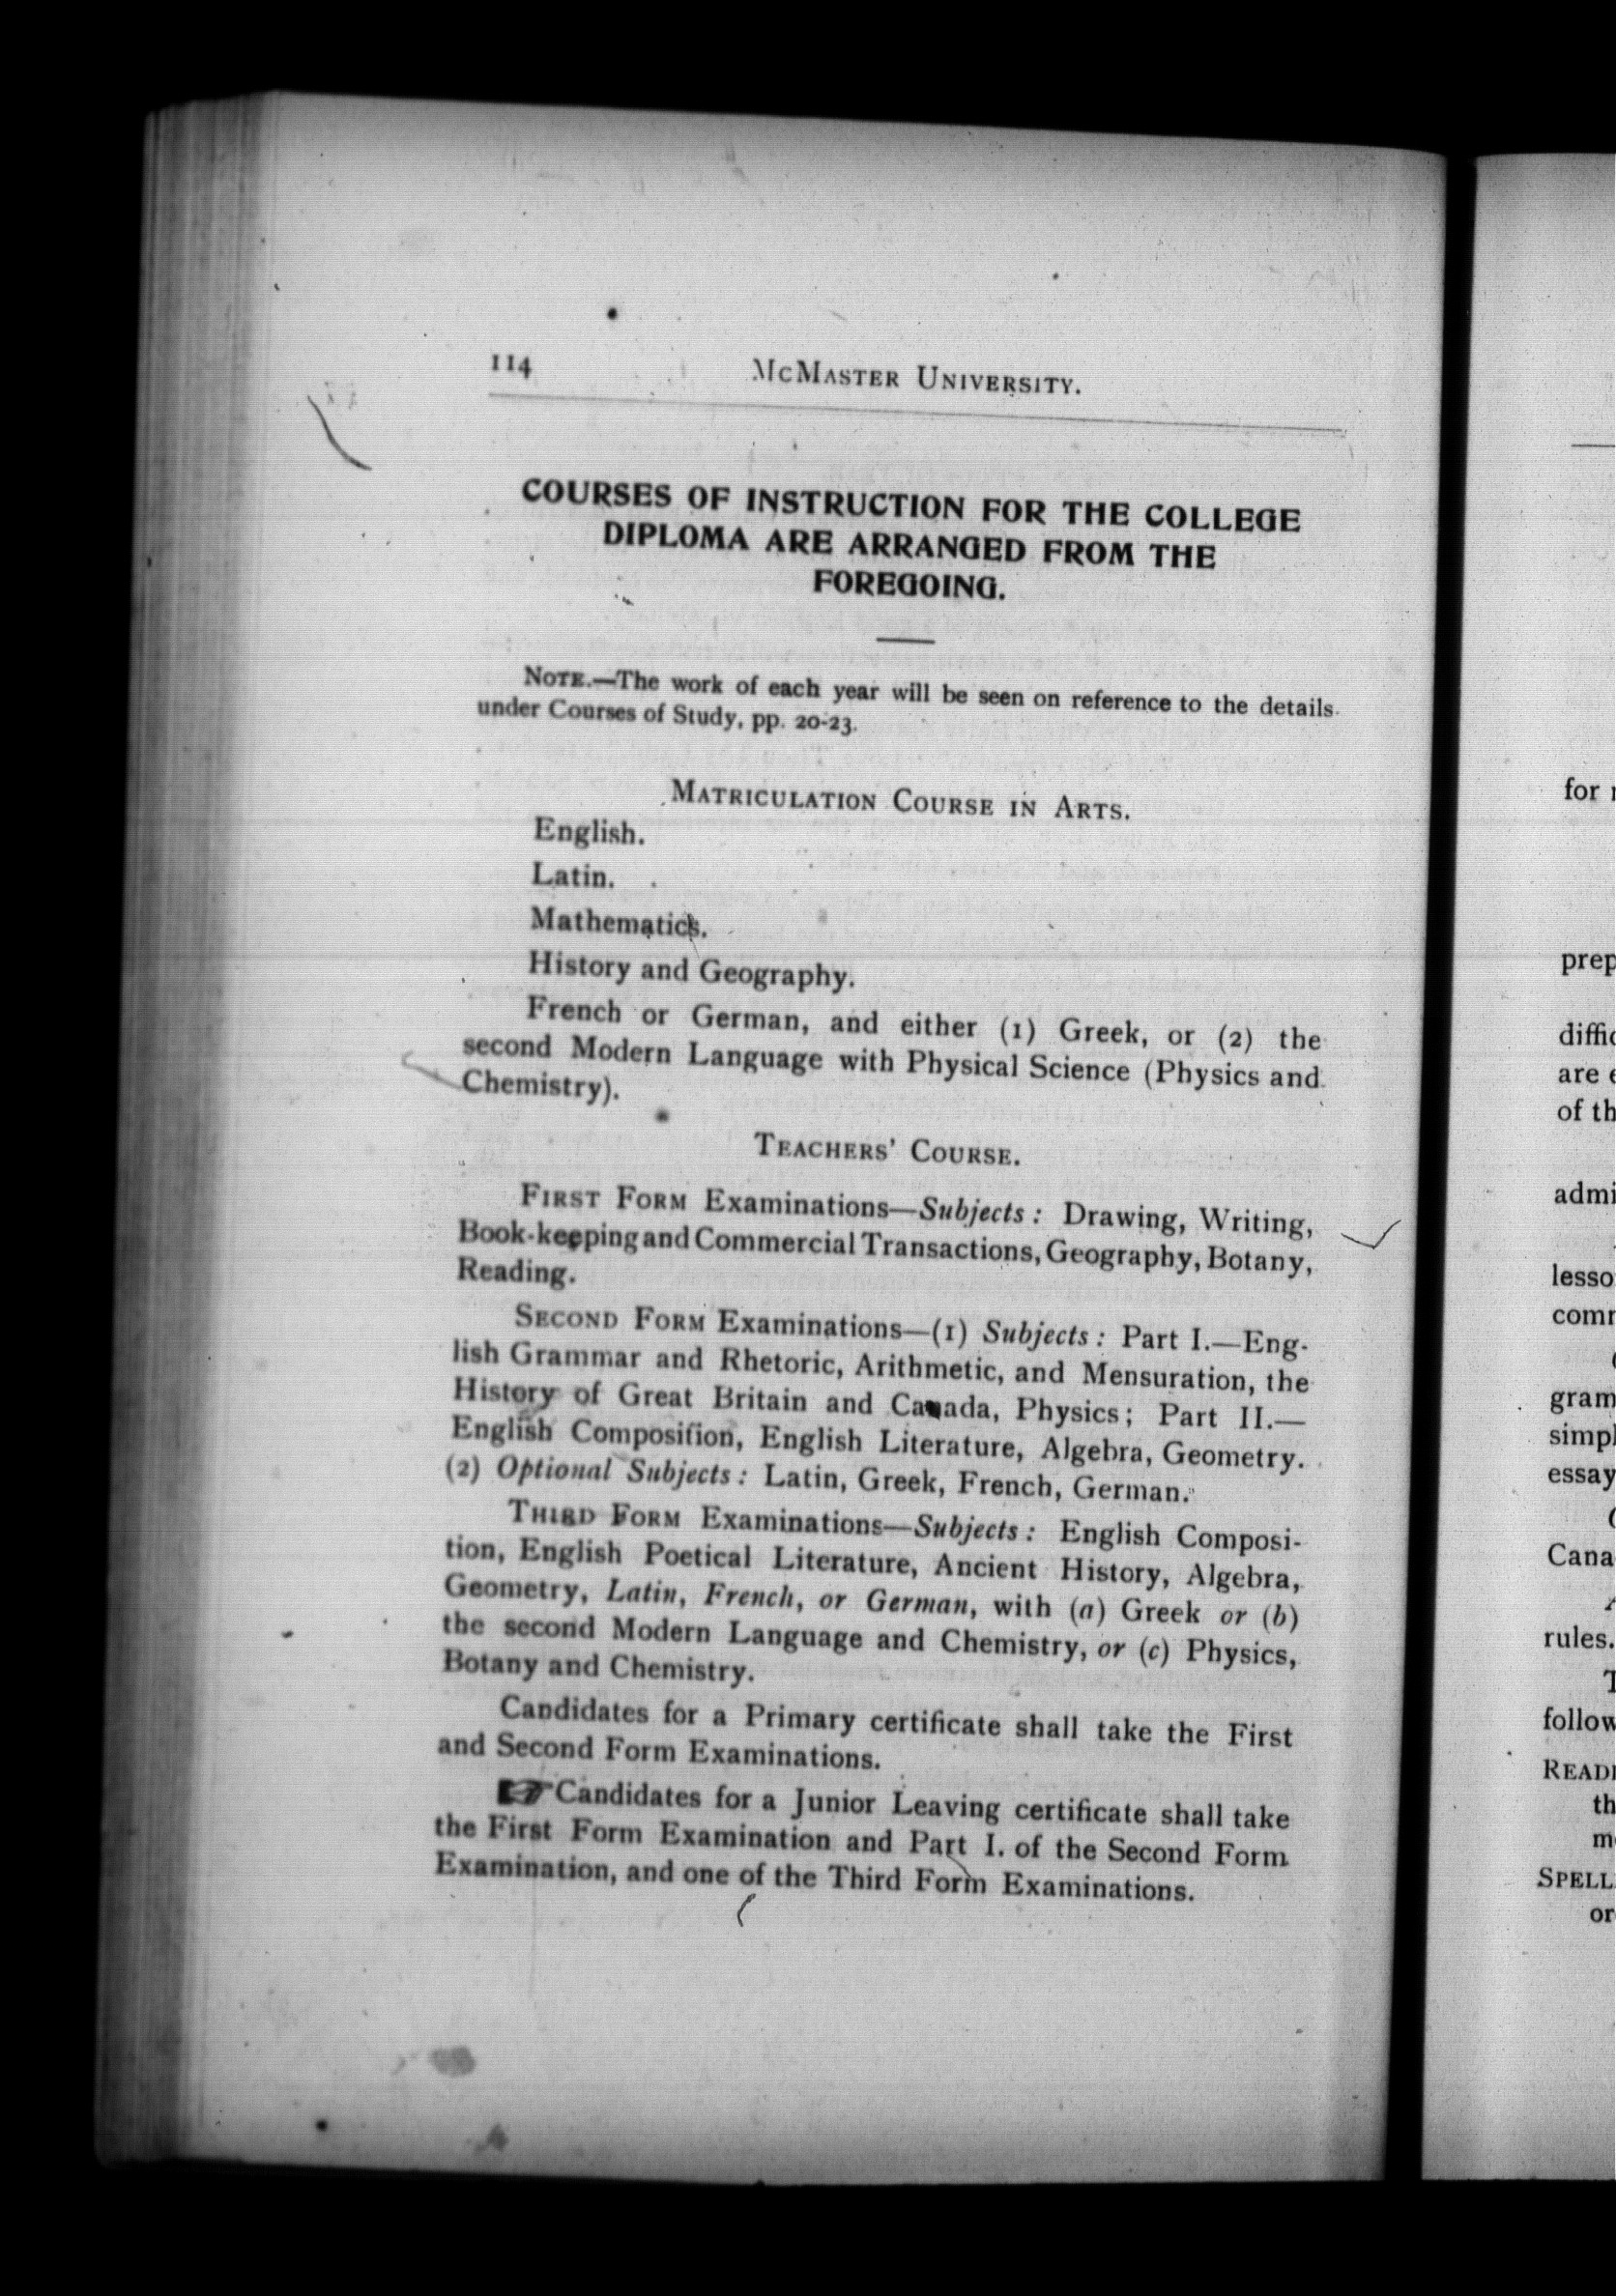 114 McMaster University.
COURSES OF INSTRUCTION FOR THE COLLEGE
DIPLOMA ARE ARRANGED FROM THE
FOREGOING.
Note.—The work of each year will be seen on reference to the details
under Courses of Study, pp. 20-23.
Matriculation Course in Arts.
English.
Latin.
Mathematics.
History and Geography.
French or German, and either (1) Greek, or (2) the
second Modern Language with Physical Science (Physics and
Chemistry).
Teachers' Course.
First Form Examinations—Subjects: Drawing, Writing,
Book-keeping and Commercial Transactions, Geography, Botany,
Reading.
Second Form Examinations—(1) Subjects: Part I.—Eng-
lish Grammar and Rhetoric, Arithmetic, and Mensuration, the
History of Great Britain and Canada, Physics; Part II.—
English Composition, English Literature, Algebra, Geometry.
(2) Optional Subjects: Latin, Greek, French, German.
Third Form Examinations—Subjects: English Composi-
tion, English Poetical Literature, Ancient History, Algebra,
Geometry, Latin, French, or German, with (a) Greek or (b)
the second Modern Language and Chemistry, or (c) Physics,
Botany and Chemistry.
Candidates for a Primary certificate shall take the First
and Second Form Examinations.
☞ Candidates for a Junior Leaving certificate shall take
the First Form Examination and Part I. of the Second Form
Examination, and one of the Third Form Examinations.
for
prep
diffic
are
of th
admi
lesso
com
gram
simpl
essay
Cana
rules.
follow
Readi
th
m
Spell
or